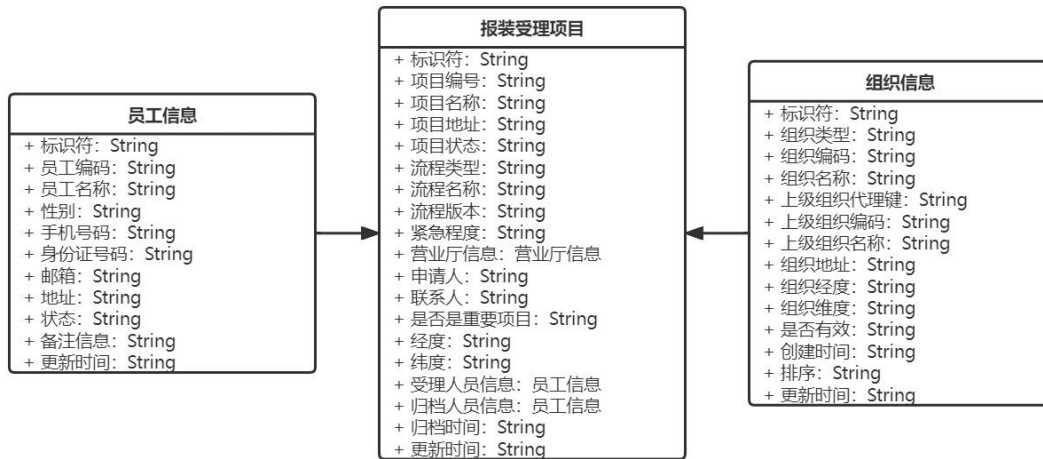 员工信息
+ 标识符：String
+ 员工编码：String
+ 员工名称：String
+ 性别：String
+ 手机号码：String
+ 身份证号码：String
+ 邮箱：String
+ 地址：String
+ 状态：String
+ 备注信息：String
+ 更新时间：String
报装受理项目
+ 标识符：String
+ 项目编号：String
+ 项目名称：String
+ 项目地址：String
+ 项目状态：String
+ 流程类型：String
+ 流程名称：String
+ 流程版本：String
+ 紧急程度：String
+ 营业厅信息：营业厅信息
+ 申请人：String
+ 联系人：String
+ 是否是重要项目：String
+ 经度：String
+ 纬度：String
+ 受理人员信息：员工信息
+ 归档人员信息：员工信息
+ 归档时间：String
+ 更新时间：String
组织信息
+ 标识符：String
+ 组织类型：String
+ 组织编码：String
+ 组织名称：String
+ 上级组织代理键：String
+ 上级组织编码：String
+ 上级组织名称：String
+ 组织地址：String
+ 组织经度：String
+ 组织维度：String
+ 是否有效：String
+ 创建时间：String
+ 排序：String
+ 更新时间：String